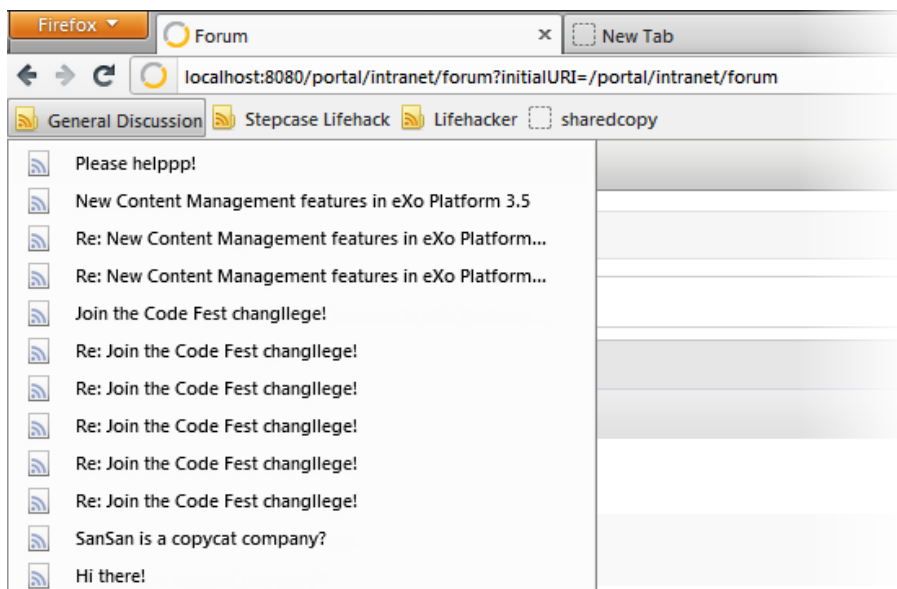 Firefox
Forum
New Tab
localhost:8080/portal/intranet/forum?initialURI=/portal/intranet/forum
General Discussion Stepcase Lifehack Lifehacker sharedcopy
Please helppp!
New Content Management features in eXo Platform 3.5
Re: New Content Management features in eXo Platform...
Re: New Content Management features in eXo Platform...
Join the Code Fest changllege!
Re: Join the Code Fest changllege!
Re: Join the Code Fest changllege!
Re: Join the Code Fest changllege!
Re: Join the Code Fest changllege!
Re: Join the Code Fest changllege!
SanSan is a copycat company?
Hi there!